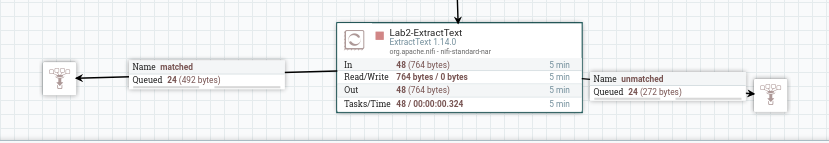 Lab2-ExtractText
ExtractText 1.14.0
org.apache.nifi - nifi-standard-nar
In 48 (764 bytes) 5 min
Read/Write 764 bytes / 0 bytes 5 min
Out 48 (764 bytes) 5 min
Tasks/Time 48 / 00:00:00.324 5 min
Name matched
Queued 24 (492 bytes)
Name unmatched
Queued 24 (272 bytes)